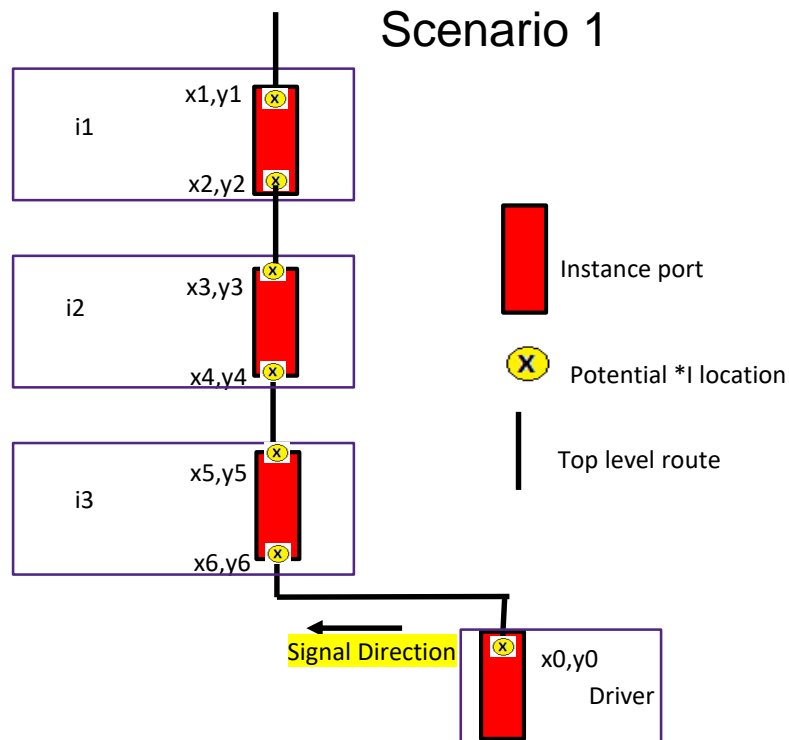 Scenario 1
x1,y1
X
i1
X
x2,y2
X
x3,y3
i2
X
x4,y4
Instance port
X
Potential *I location
X
x5,y5
i3
Top level route
X
x6,y6
Signal Direction
X
x0,y0
Driver